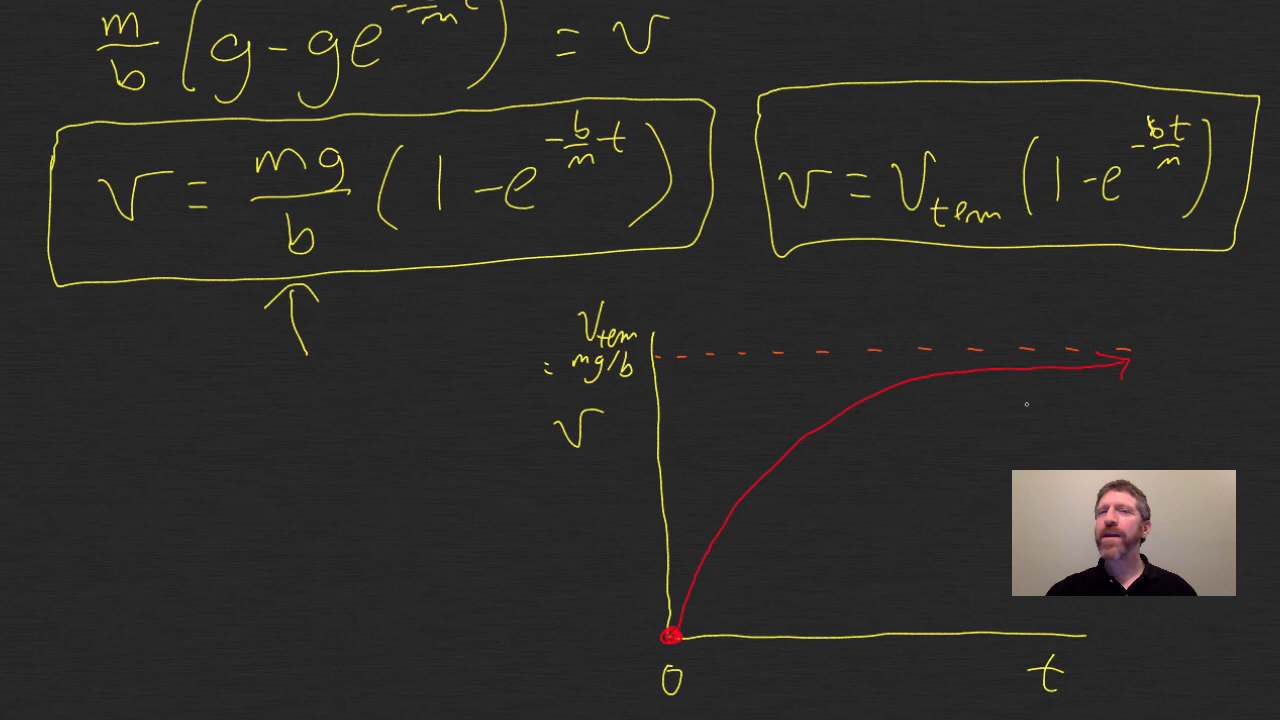 m/b (g - ge^(-b/m t)) = v
v = mg/b (1 - e^(-b/m t))
v = V_term (1 - e^(-bt/m))
V_term
= mg/b
v
0
t